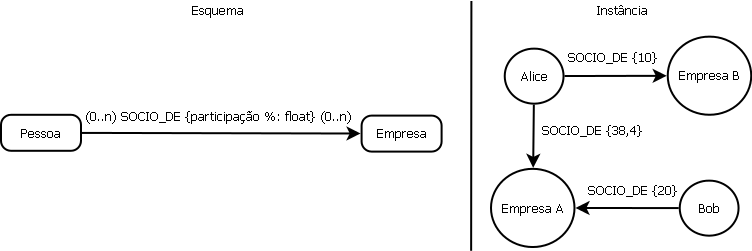 Esquema
Pessoa
(0..n) SOCIO_DE {participação %: float} (0..n)
Empresa
Instância
Alice
SOCIO_DE {10}
Empresa B
SOCIO_DE {38,4}
Empresa A
SOCIO_DE {20}
Bob